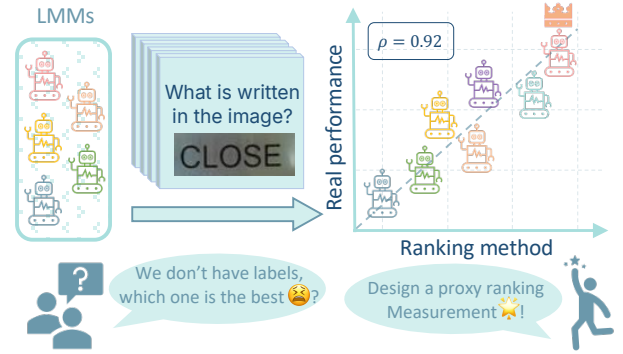 LMMs
What is written
in the image?
CLOSE
ρ = 0.92
Real performance
Ranking method
?
We don't have labels,
which one is the best 😫?
Design a proxy ranking
Measurement🌟!